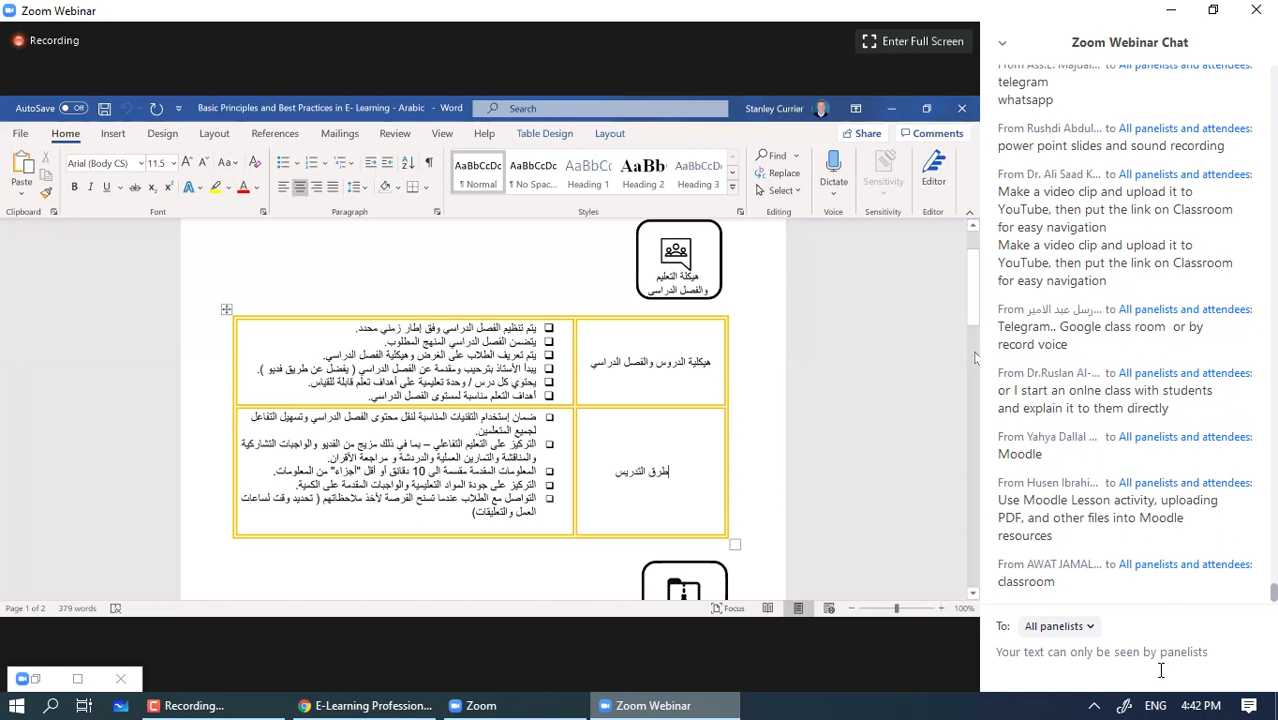 Zoom Webinar
Recording
Enter Full Screen
AutoSave Off
Basic Principles and Best Practices in E- Learning - Arabic - Word
Search
Stanley Currier
File Home Insert Design Layout References Mailings Review View Help Table Design Layout
Share Comments
Paste
Arial (Body CS) 11.5
AaBbCcDc AaBbCcDc AaBbCc AaBb AaBbCcD
¶ Normal ¶ No Spac... Heading 1 Heading 2 Heading 3
Find
Replace
Select
Dictate Sensitivity Editor
Clipboard Font Paragraph Styles Editing Voice Sensitivity Editor
هيكلة التعليم
والفصل الدراسي
هيكلية الدروس والفصل الدراسي
يتم تنظيم الفصل الدراسي وفق إطار زمني محدد.
يتضمن الفصل الدراسي المنهج المطلوب.
يتم تعريف الطلاب على الغرض وهيكلية الفصل الدراسي.
يبدأ الأستاذ بترحيب ومقدمة عن الفصل الدراسي ( يفضل عن طريق فديو ).
يحتوي كل درس / وحدة تعليمية على أهداف تعلم قابلة للقياس.
أهداف التعلم مناسبة لمستوى الفصل الدراسي.
طرق التدريس
ضمان إستخدام التقنيات المناسبة لنقل محتوى الفصل الدراسي وتسهيل التفاعل
لجميع المتعلمين.
التركيز على التعليم التفاعلي – بما في ذلك مزيج من الفديو والواجبات التشاركية
والمناقشة والتمارين العملية والدردشة و مراجعة الأقران.
المعلومات المقدمة مقسمة الى 10 دقائق أو أقل "أجزاء" من المعلومات.
التركيز على جودة المواد التعليمية والواجبات المقدمة على الكمية.
التواصل مع الطلاب عندما تسنح الفرصة لأخذ ملاحظاتهم ( تحديد وقت لساعات
العمل والتعليقات)
Page 1 of 2 379 words
Focus
100%
Zoom Webinar Chat
From Ass.L. Majdal... to All panelists and attendees:
telegram
whatsapp
From Rushdi Abdul... to All panelists and attendees:
power point slides and sound recording
From Dr. Ali Saad K... to All panelists and attendees:
Make a video clip and upload it to
YouTube, then put the link on Classroom
for easy navigation
Make a video clip and upload it to
YouTube, then put the link on Classroom
for easy navigation
From رسل عبد الامير ... to All panelists and attendees:
Telegram.. Google class room or by
record voice
From Dr.Ruslan Al-... to All panelists and attendees:
or I start an onlne class with students
and explain it to them directly
From Yahya Dallal ... to All panelists and attendees:
Moodle
From Husen Ibrahi... to All panelists and attendees:
Use Moodle Lesson activity, uploading
PDF, and other files into Moodle
resources
From AWAT JAMAL... to All panelists and attendees:
classroom
To: All panelists
Your text can only be seen by panelists
Recording...
E-Learning Profession...
Zoom
Zoom Webinar
ENG
4:42 PM